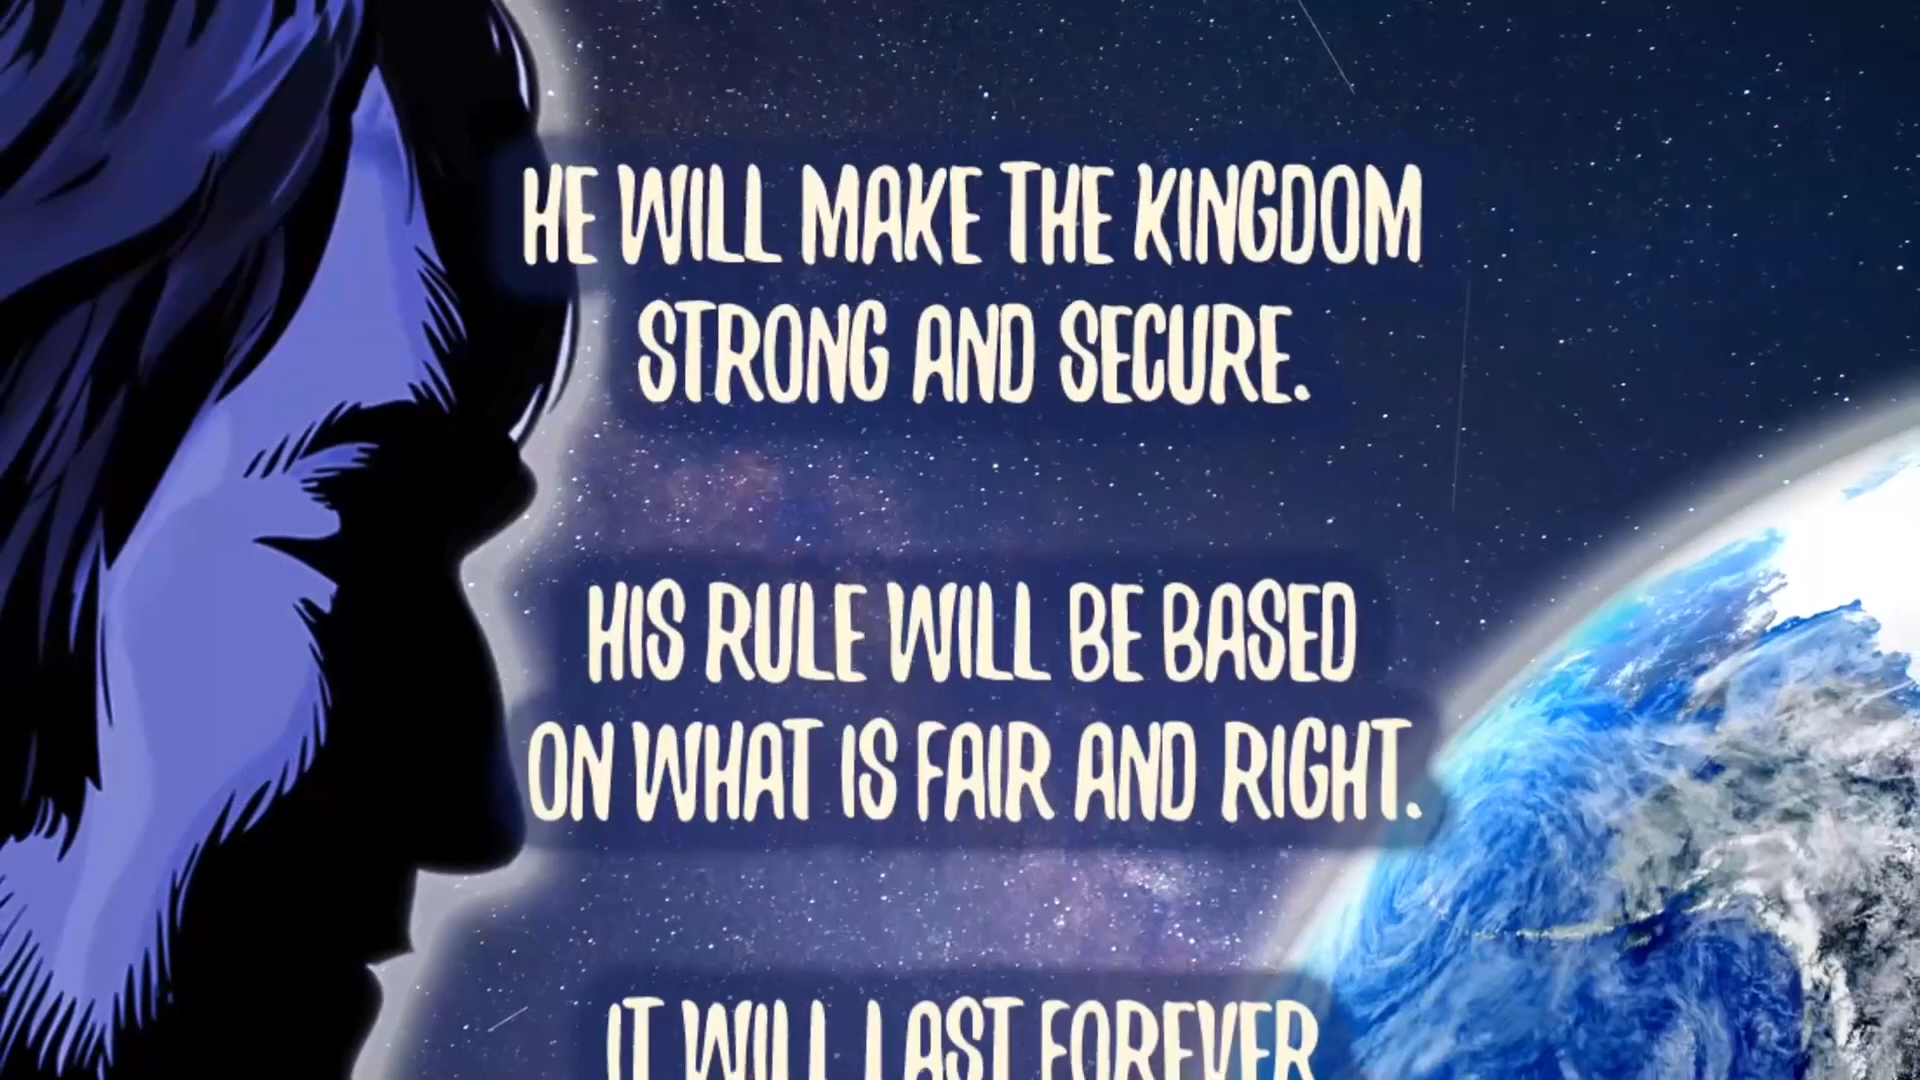 HE WILL MAKE THE KINGDOM
STRONG AND SECURE.
HIS RULE WILL BE BASED
ON WHAT IS FAIR AND RIGHT.
IT WILL LAST FOREVER